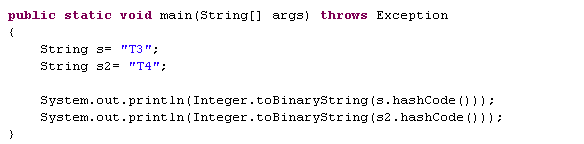 public static void main(String[] args) throws Exception
{
    String s= "T3";
    String s2= "T4";

    System.out.println(Integer.toBinaryString(s.hashCode()));
    System.out.println(Integer.toBinaryString(s2.hashCode()));
}